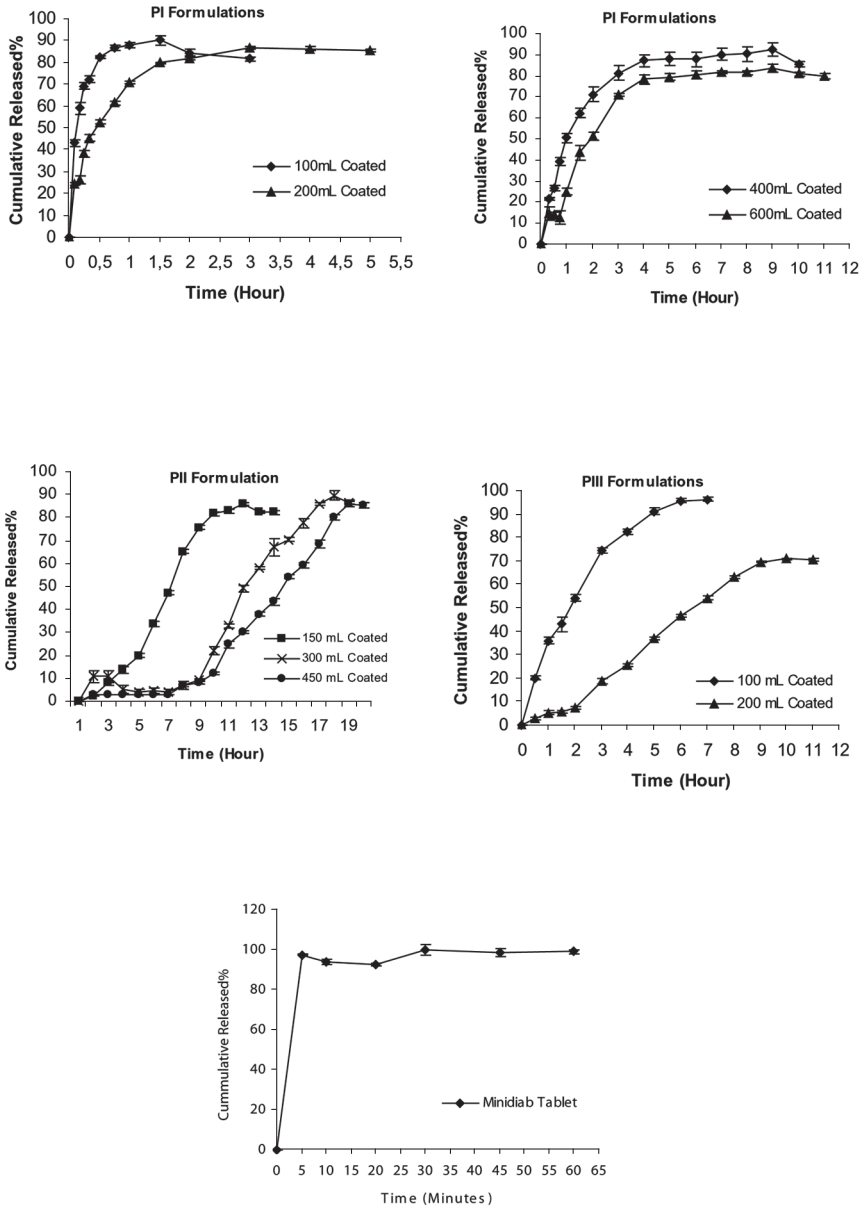 PI Formulations
100
90
80
70
60
50
40
30
20
10
0
Cumulative Released%
100mL Coated
200mL Coated
0 0,5 1 1,5 2 2,5 3 3,5 4 4,5 5 5,5
Time (Hour)
PI Formulations
100
90
80
70
60
50
40
30
20
10
0
Cumulative Released%
400mL Coated
600mL Coated
0 1 2 3 4 5 6 7 8 9 10 11 12
Time (Hour)
PII Formulation
100
90
80
70
60
50
40
30
20
10
0
Cumulative Released%
150 mL Coated
300 mL Coated
450 mL Coated
1 3 5 7 9 11 13 15 17 19
Time (Hour)
PIII Formulations
100
90
80
70
60
50
40
30
20
10
0
Cumulative Released%
100 mL Coated
200 mL Coated
0 1 2 3 4 5 6 7 8 9 10 11 12
Time (Hour)
120
100
80
60
40
20
0
Cummulative Released%
Minidiab Tablet
0 5 10 15 20 25 30 35 40 45 50 55 60 65
Time (Minutes)